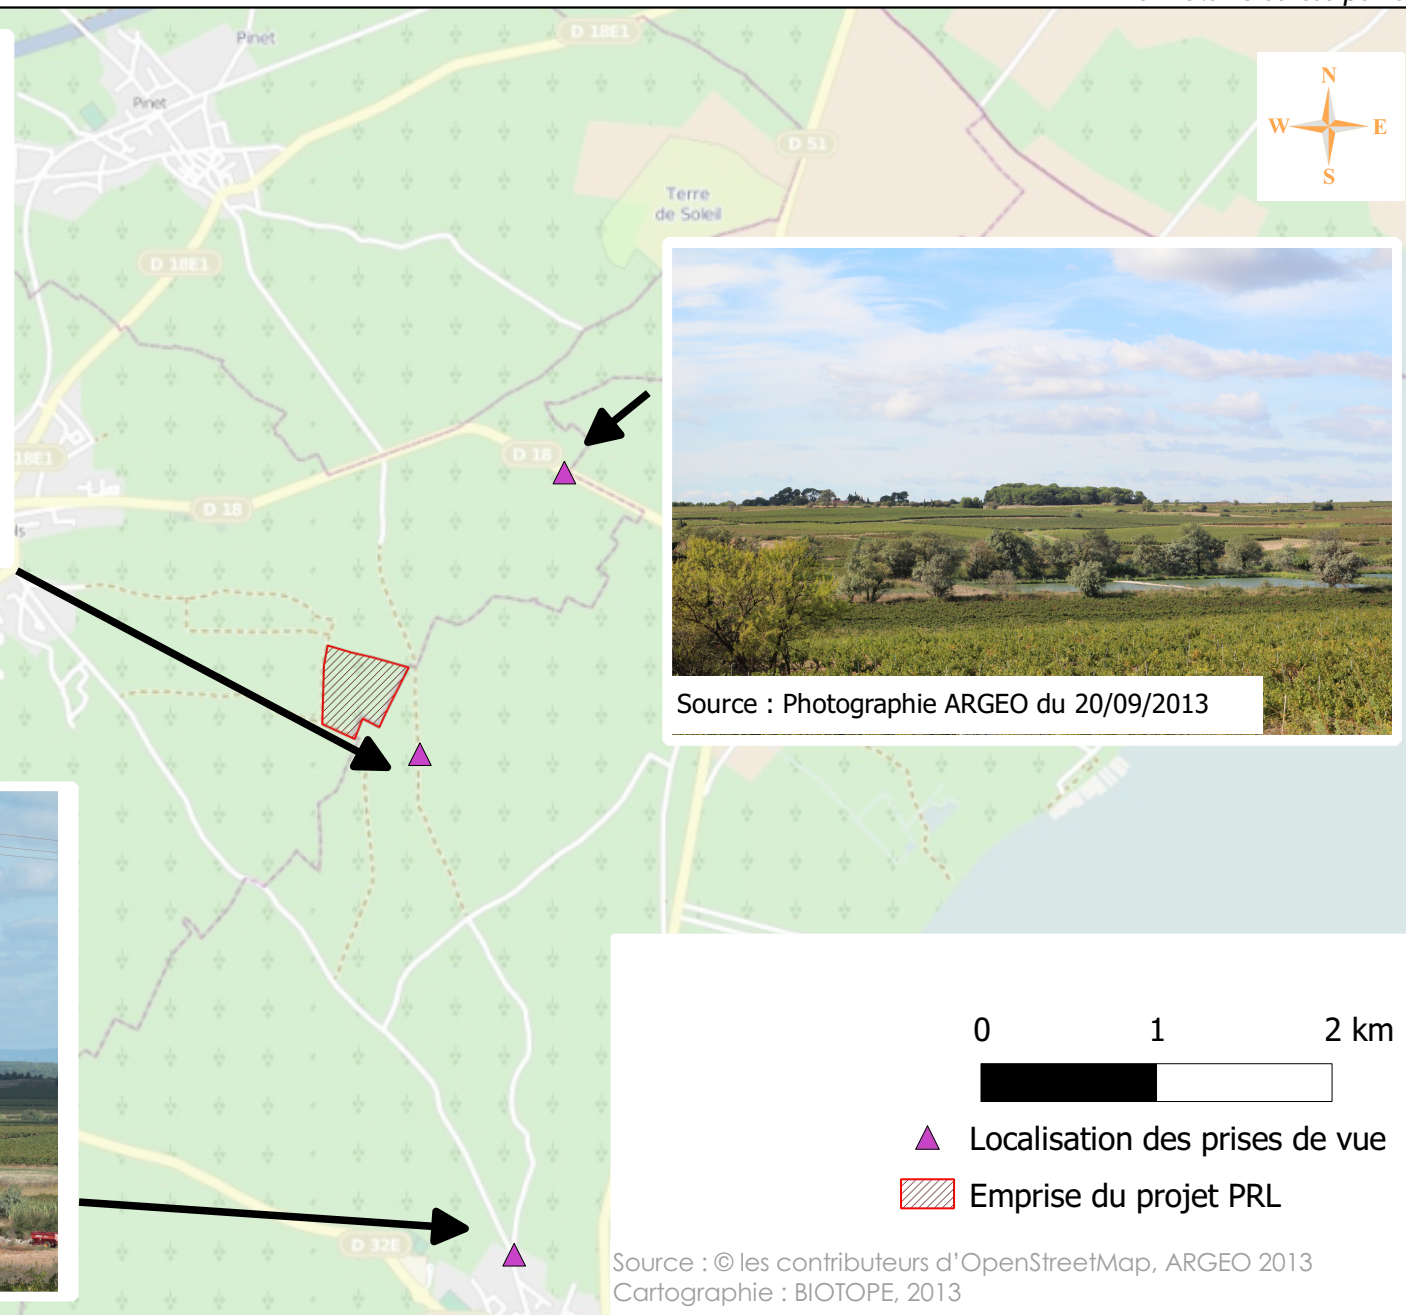 Pinet
D 18E1
Pinet
D 51
N
W E
S
Terre
de Soleil
D 18E1
18E1
D 18
D 18
Source : Photographie ARGEO du 20/09/2013
0 1 2 km
Localisation des prises de vue
Emprise du projet PRL
D 32E
Source : © les contributeurs d'OpenStreetMap, ARGEO 2013
Cartographie : BIOTOPE, 2013